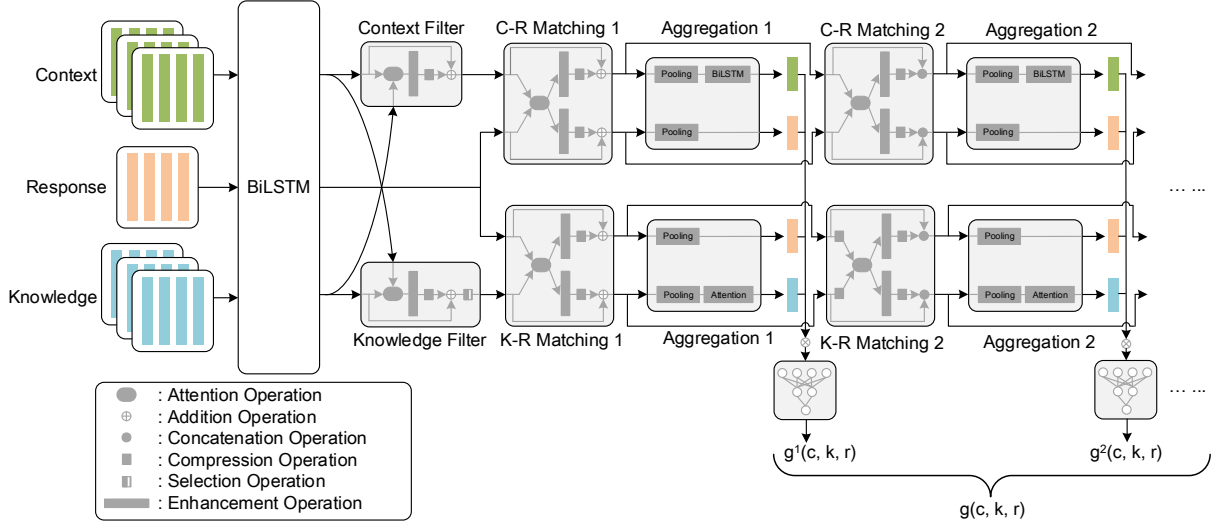 Context Filter
C-R Matching 1
Aggregation 1
C-R Matching 2
Aggregation 2
Context
Pooling
BiLSTM
Pooling
BiLSTM
Pooling
Pooling
Response
BiLSTM
... ...
Pooling
Pooling
Knowledge
Pooling
Attention
Pooling
Attention
Knowledge Filter
K-R Matching 1
Aggregation 1
K-R Matching 2
Aggregation 2
: Attention Operation
: Addition Operation
: Concatenation Operation
: Compression Operation
: Selection Operation
: Enhancement Operation
... ...
g¹(c, k, r)
g²(c, k, r)
g(c, k, r)